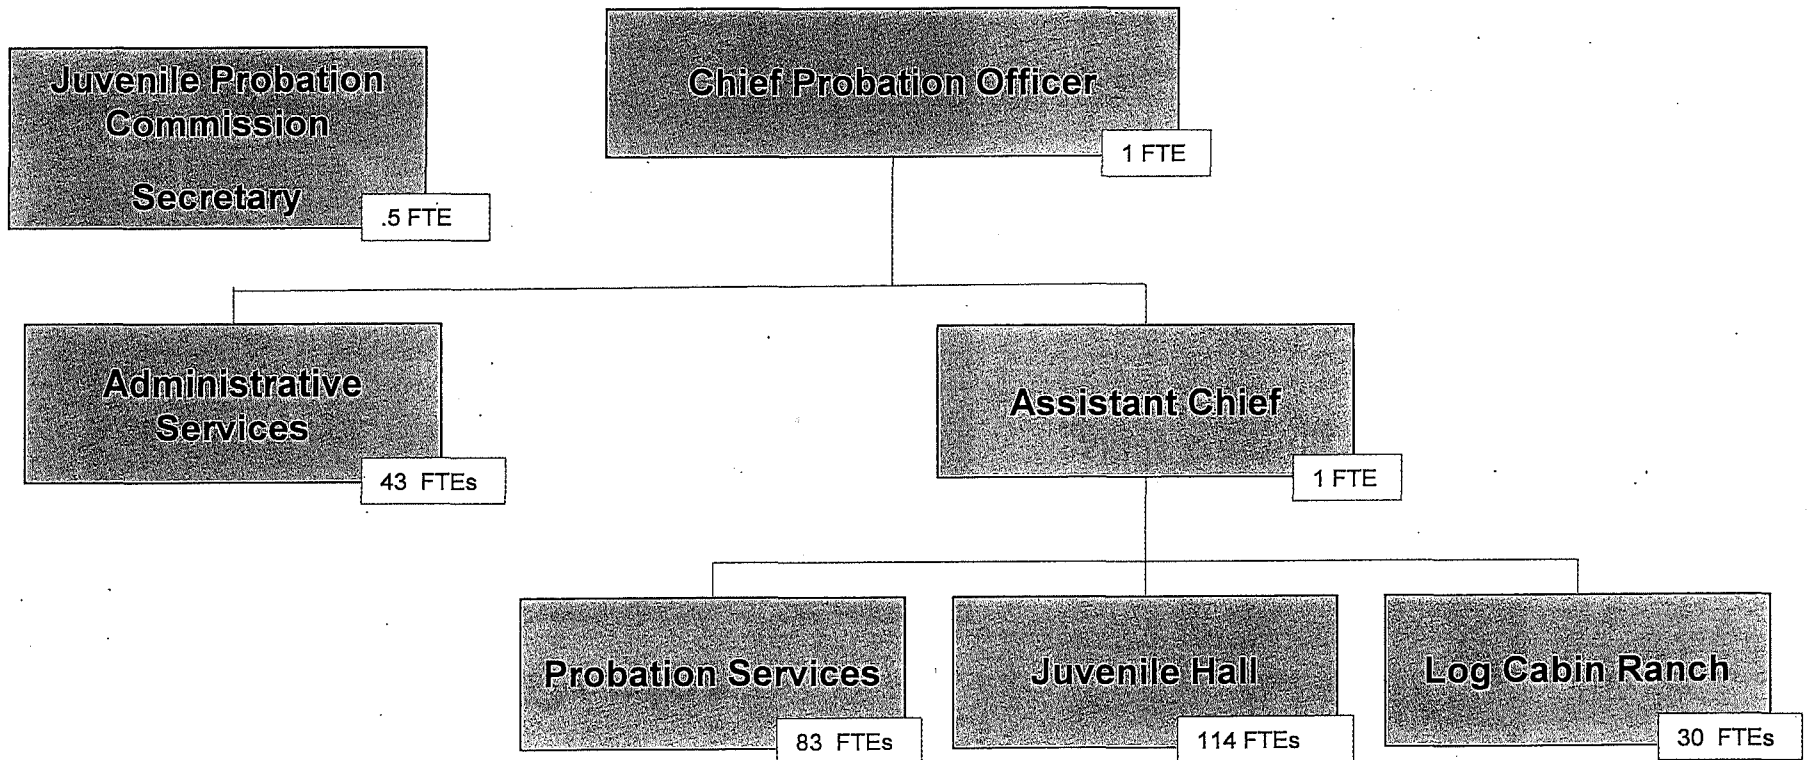 Juvenile Probation
Commission
Secretary
.5 FTE
Chief Probation Officer
1 FTE
Administrative
Services
43 FTEs
Assistant Chief
1 FTE
Probation Services
83 FTEs
Juvenile Hall
114 FTEs
Log Cabin Ranch
30 FTEs